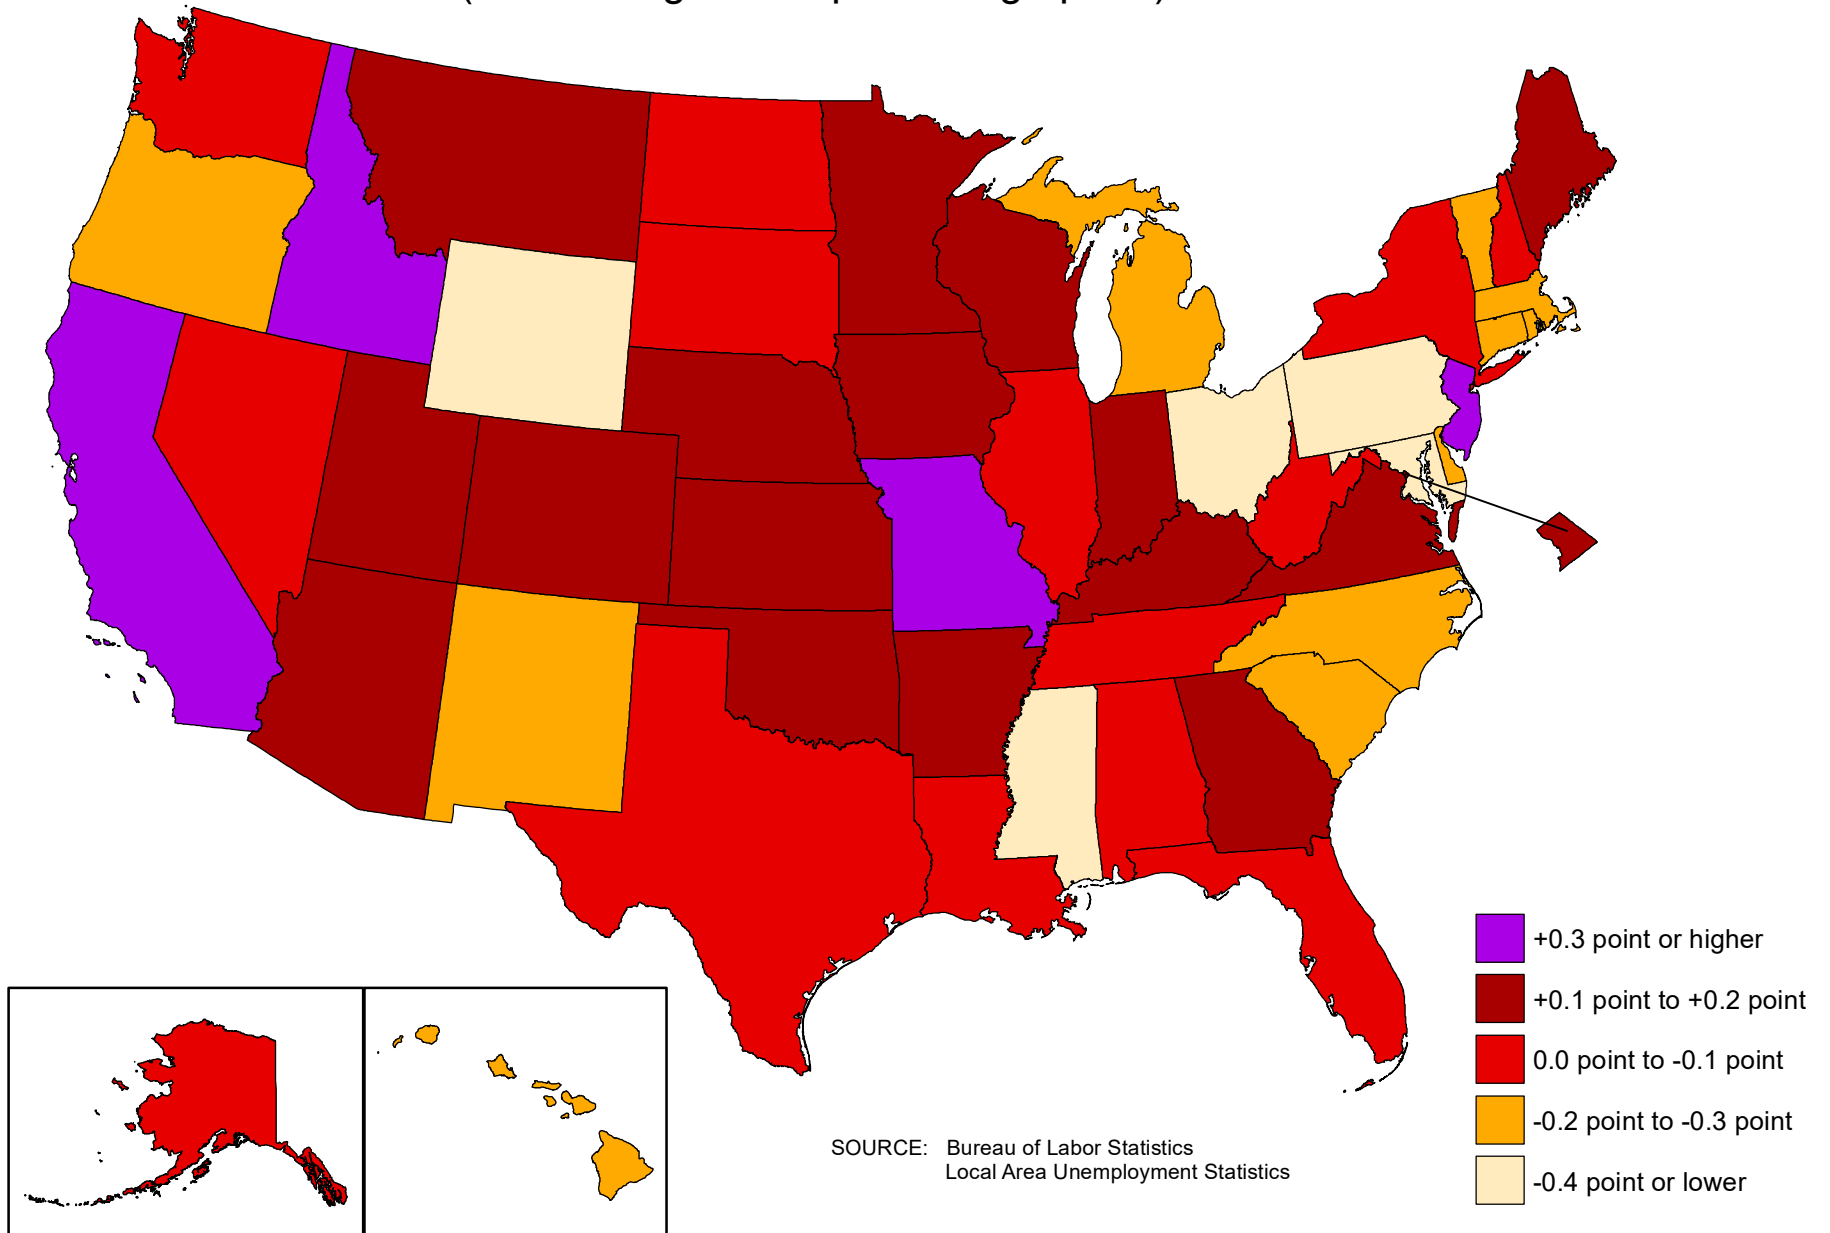 +0.3 point or higher
+0.1 point to +0.2 point
0.0 point to -0.1 point
-0.2 point to -0.3 point
-0.4 point or lower
SOURCE: Bureau of Labor Statistics
Local Area Unemployment Statistics